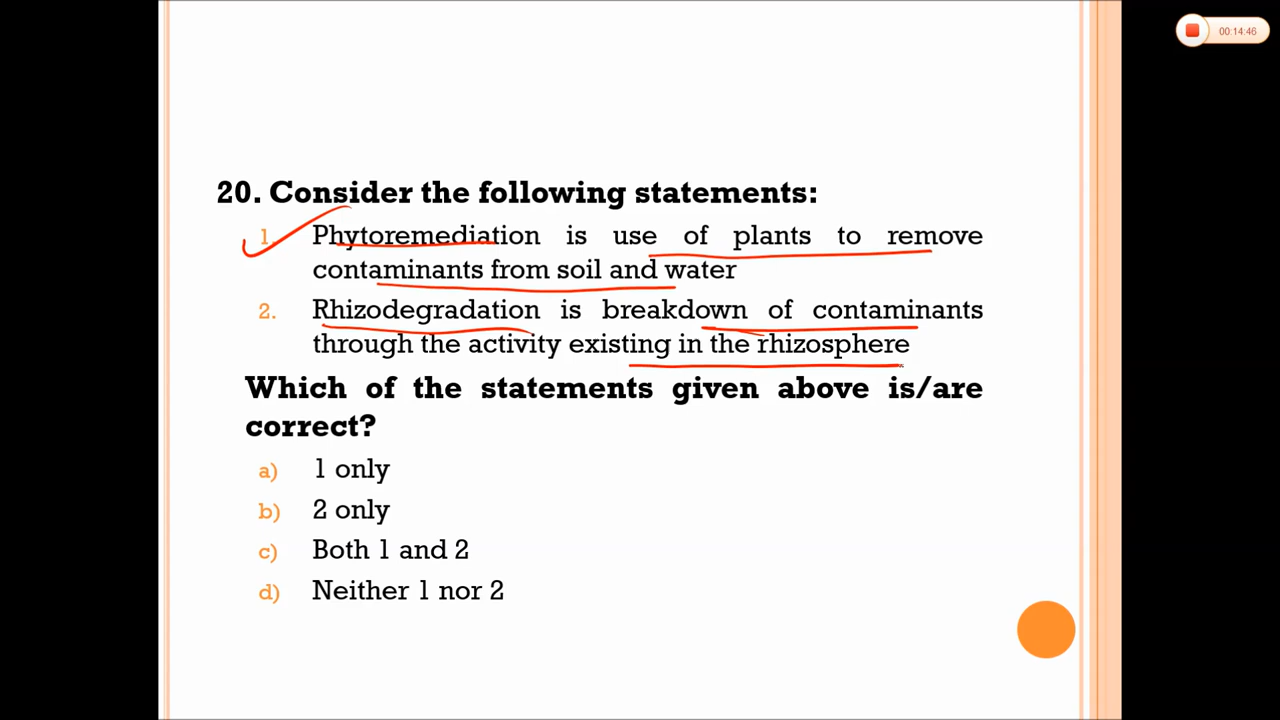 00:14:46
20. Consider the following statements:
1. Phytoremediation is use of plants to remove
contaminants from soil and water
2. Rhizodegradation is breakdown of contaminants
through the activity existing in the rhizosphere
Which of the statements given above is/are
correct?
a) 1 only
b) 2 only
c) Both 1 and 2
d) Neither 1 nor 2